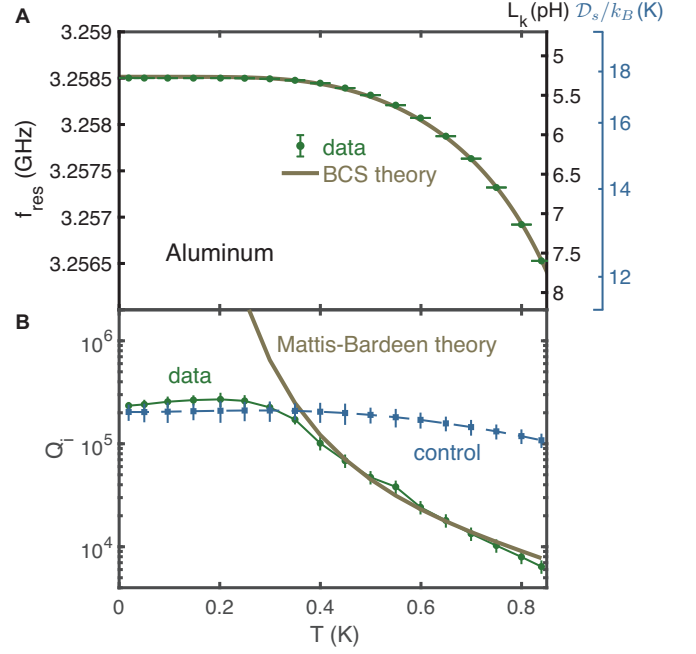 A
L_k (pH) 𝒟_s/k_B (K)
3.259
3.2585
3.258
3.2575
3.257
3.2565
f_res (GHz)
5
5.5
6
6.5
7
7.5
8
18
16
14
12
data
BCS theory
Aluminum
B
10^6
10^5
10^4
Q_i
Mattis-Bardeen theory
data
control
0
0.2
0.4
0.6
0.8
T (K)